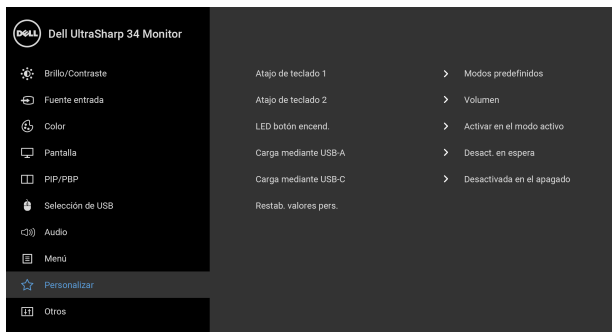 DELL Dell UltraSharp 34 Monitor
Brillo/Contraste
Fuente entrada
Color
Pantalla
PIP/PBP
Selección de USB
Audio
Menú
Personalizar
Otros
Atajo de teclado 1 > Modos predefinidos
Atajo de teclado 2 > Volumen
LED botón encend. > Activar en el modo activo
Carga mediante USB-A > Desact. en espera
Carga mediante USB-C > Desactivada en el apagado
Restab. valores pers.